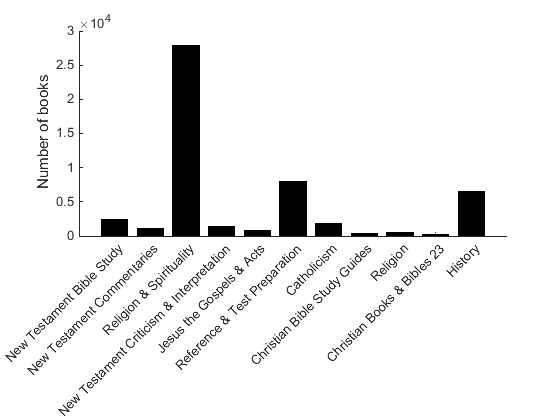 ×10⁴
3
2.5
2
1.5
1
0.5
0
Number of books
New Testament Bible Study
New Testament Commentaries
Religion & Spirituality
New Testament Criticism & Interpretation
Jesus the Gospels & Acts
Reference & Test Preparation
Catholicism
Christian Bible Study Guides
Religion
Christian Books & Bibles 23
History